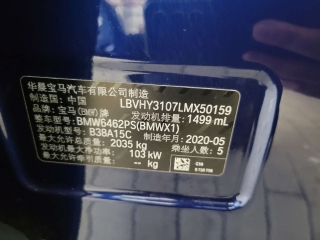 华晨宝马汽车有限公司制造
制造国: 中国 LBVHY3107LMX50159
品牌: 宝马(BMW)牌 发动机排量: 1499 mL
整车型号: BMW6462PS(BMWX1)
发动机型号: B38A15C 制造年月 2020-05
最大允许总质量 2035 kg 乘坐人数 5
发动机最大净功率 103 kW
最大允许牵引质量 -- kg